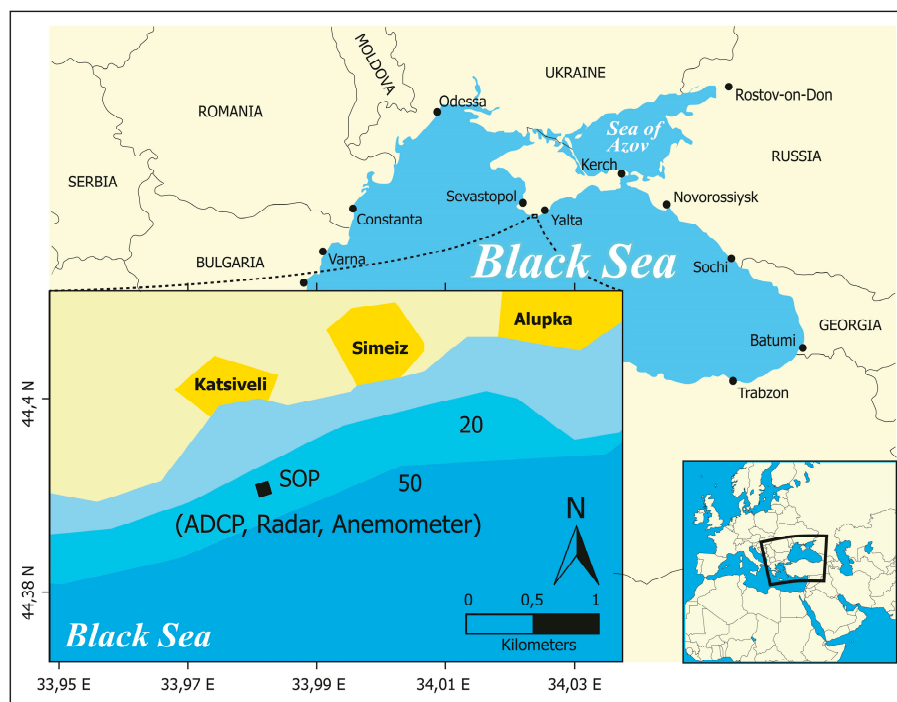 MOLDOVA
UKRAINE
ROMANIA
Odessa
Rostov-on-Don
Sea of
Azov
Kerch
RUSSIA
SERBIA
Sevastopol
Novorossiysk
Constanta
Yalta
Varna
BULGARIA
Black Sea
Sochi
GEORGIA
Batumi
Trabzon
Alupka
Simeiz
Katsiveli
44,4 N
20
SOP
50
(ADCP, Radar, Anemometer)
N
44,38 N
0 0,5 1
Kilometers
Black Sea
33,95 E 33,97 E 33,99 E 34,01 E 34,03 E